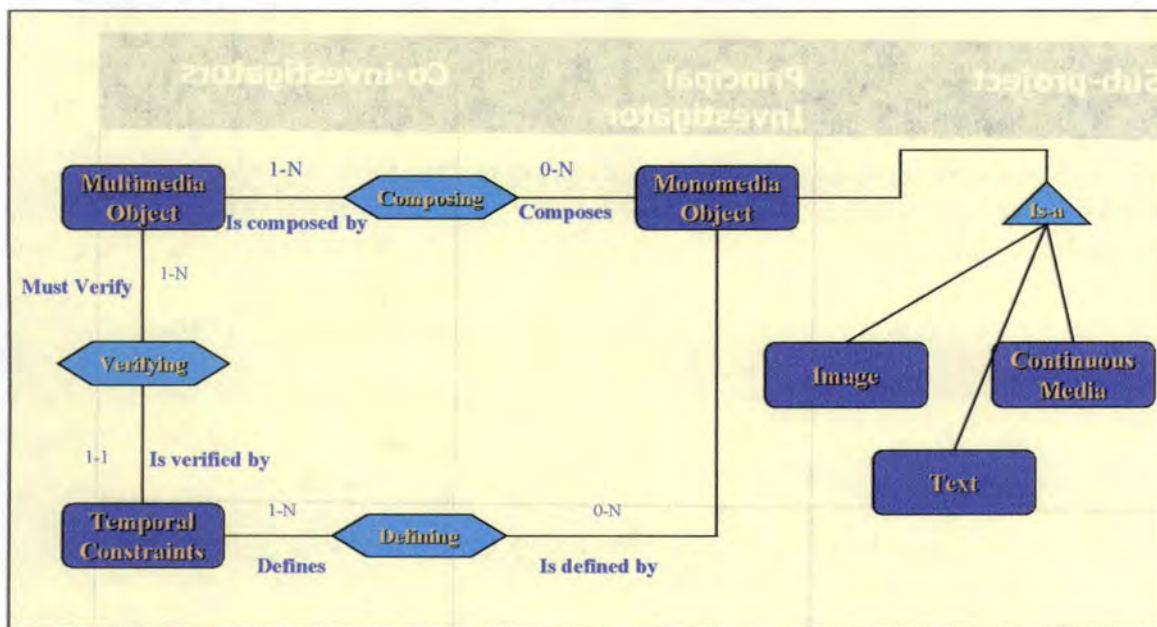 Sub-project
Principal
Investigator
Co-investigators
Multimedia
Object
1-N
Is composed by
Composing
0-N
Composes
Monomedia
Object
Is-a
Must Verify
1-N
Verifying
Image
Continuous
Media
Text
1-1
Is verified by
Temporal
Constraints
1-N
Defines
Defining
0-N
Is defined by